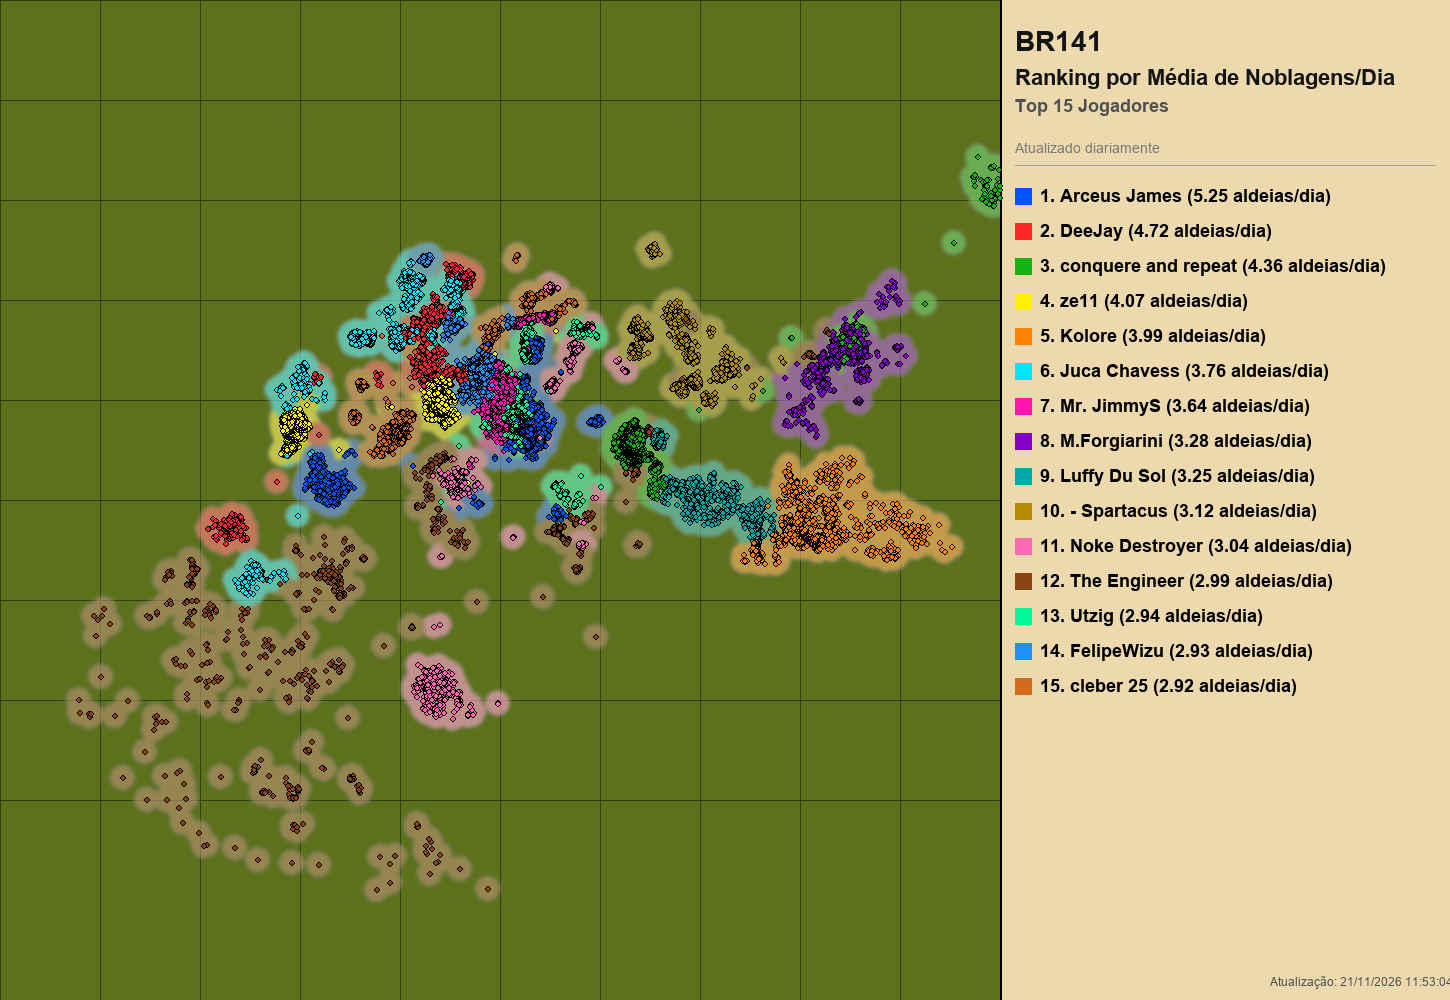 BR141
Ranking por Média de Noblagens/Dia
Top 15 Jogadores
Atualizado diariamente
1. Arceus James (5.25 aldeias/dia)
2. DeeJay (4.72 aldeias/dia)
3. conquere and repeat (4.36 aldeias/dia)
4. ze11 (4.07 aldeias/dia)
5. Kolore (3.99 aldeias/dia)
6. Juca Chavess (3.76 aldeias/dia)
7. Mr. JimmyS (3.64 aldeias/dia)
8. M.Forgiarini (3.28 aldeias/dia)
9. Luffy Du Sol (3.25 aldeias/dia)
10. - Spartacus (3.12 aldeias/dia)
11. Noke Destroyer (3.04 aldeias/dia)
12. The Engineer (2.99 aldeias/dia)
13. Utzig (2.94 aldeias/dia)
14. FelipeWizu (2.93 aldeias/dia)
15. cleber 25 (2.92 aldeias/dia)
Atualização: 21/11/2026 11:53:04